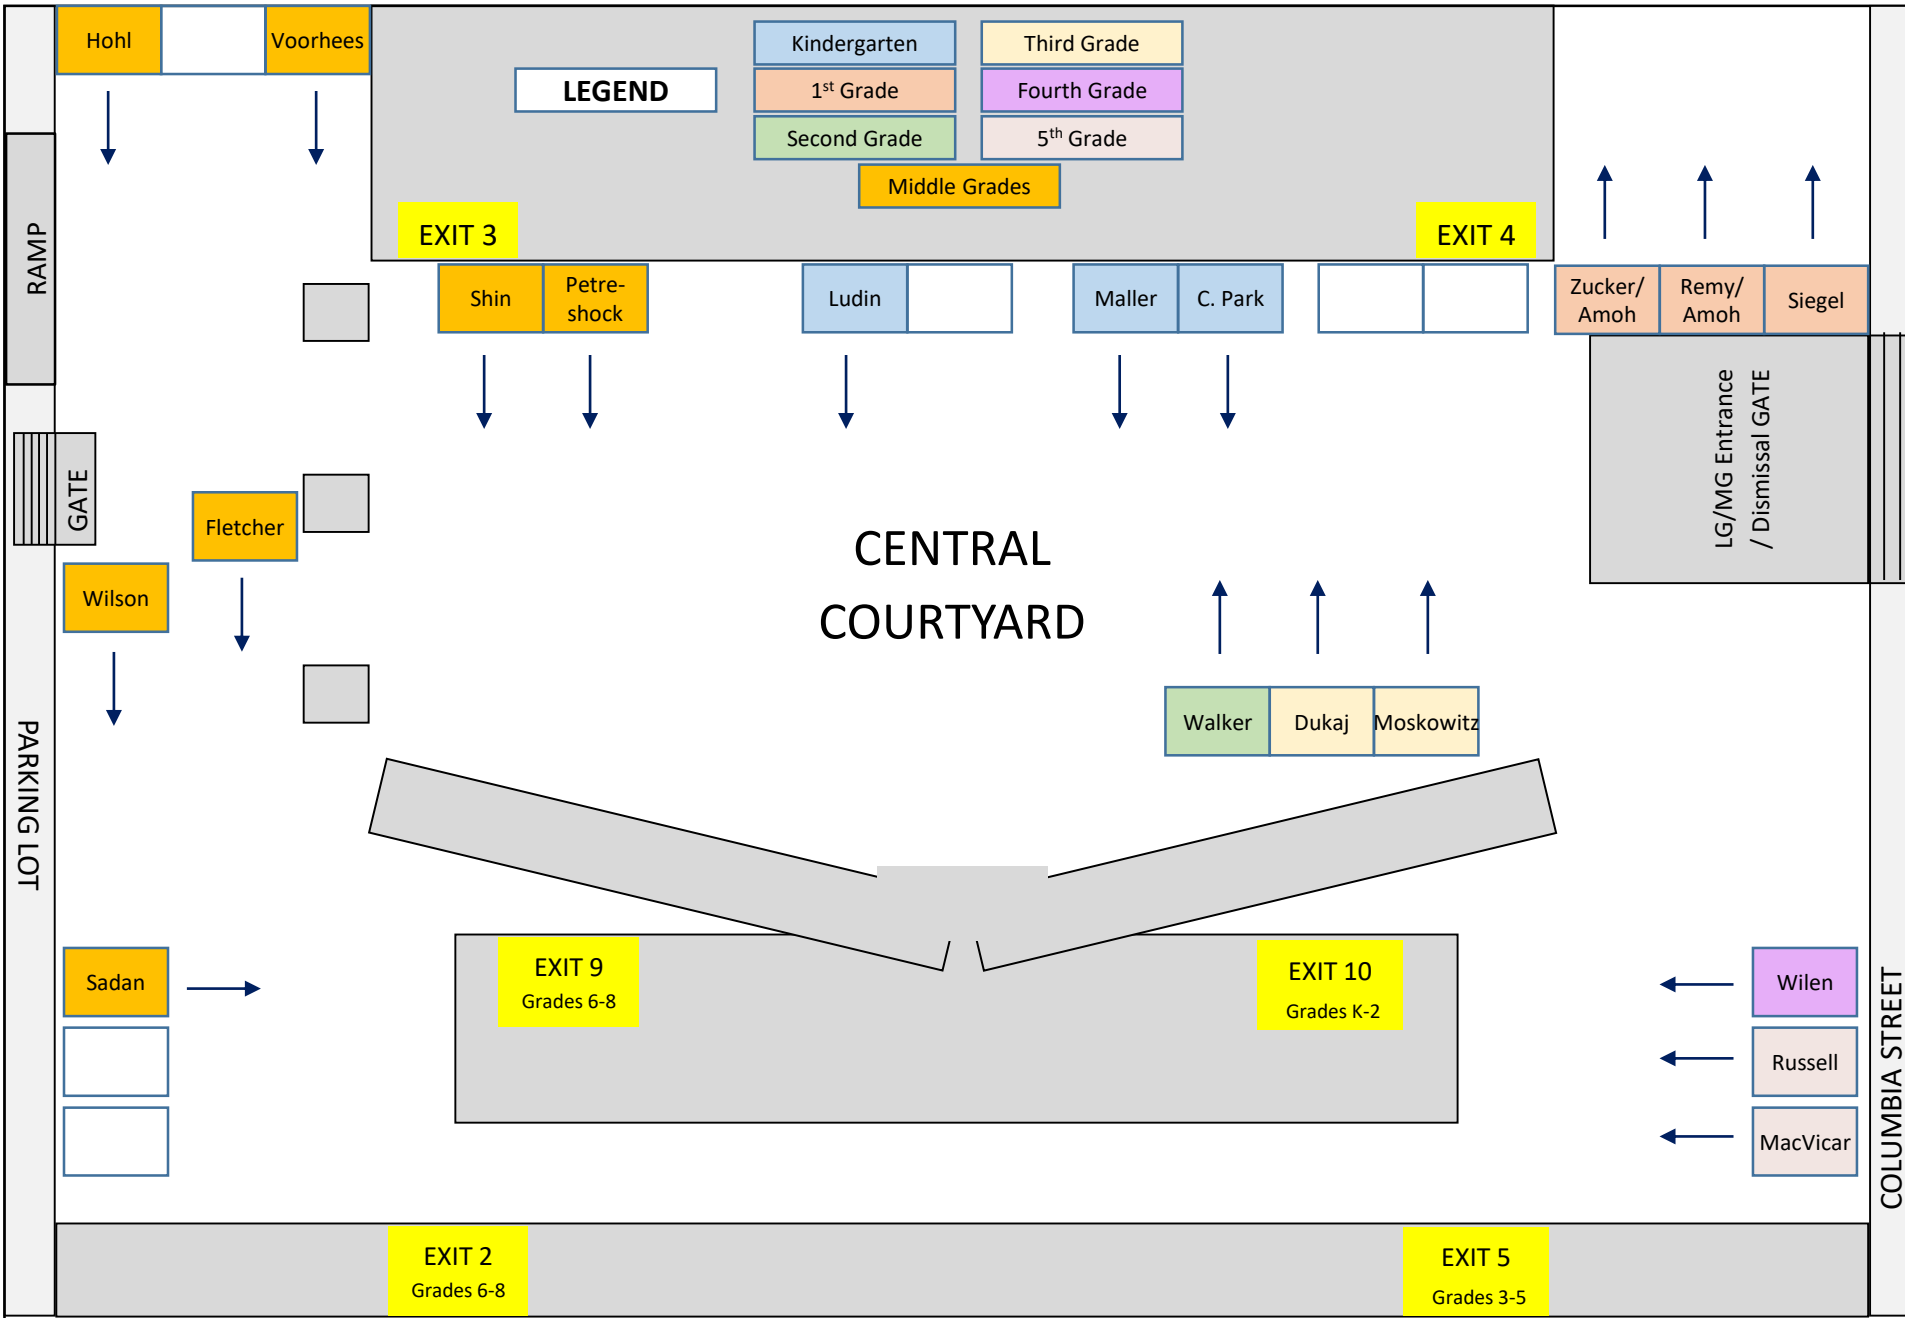 Hohl
Voorhees
LEGEND
Kindergarten
Third Grade
1st Grade
Fourth Grade
Second Grade
5th Grade
Middle Grades
EXIT 3
EXIT 4
RAMP
Shin
Petre-
shock
Ludin
Maller
C. Park
Zucker/
Amoh
Remy/
Amoh
Siegel
LG/MG Entrance
/ Dismissal GATE
GATE
Fletcher
Wilson
CENTRAL
COURTYARD
Walker
Dukaj
Moskowitz
PARKING LOT
Sadan
EXIT 9
Grades 6-8
EXIT 10
Grades K-2
Wilen
Russell
MacVicar
COLUMBIA STREET
EXIT 2
Grades 6-8
EXIT 5
Grades 3-5